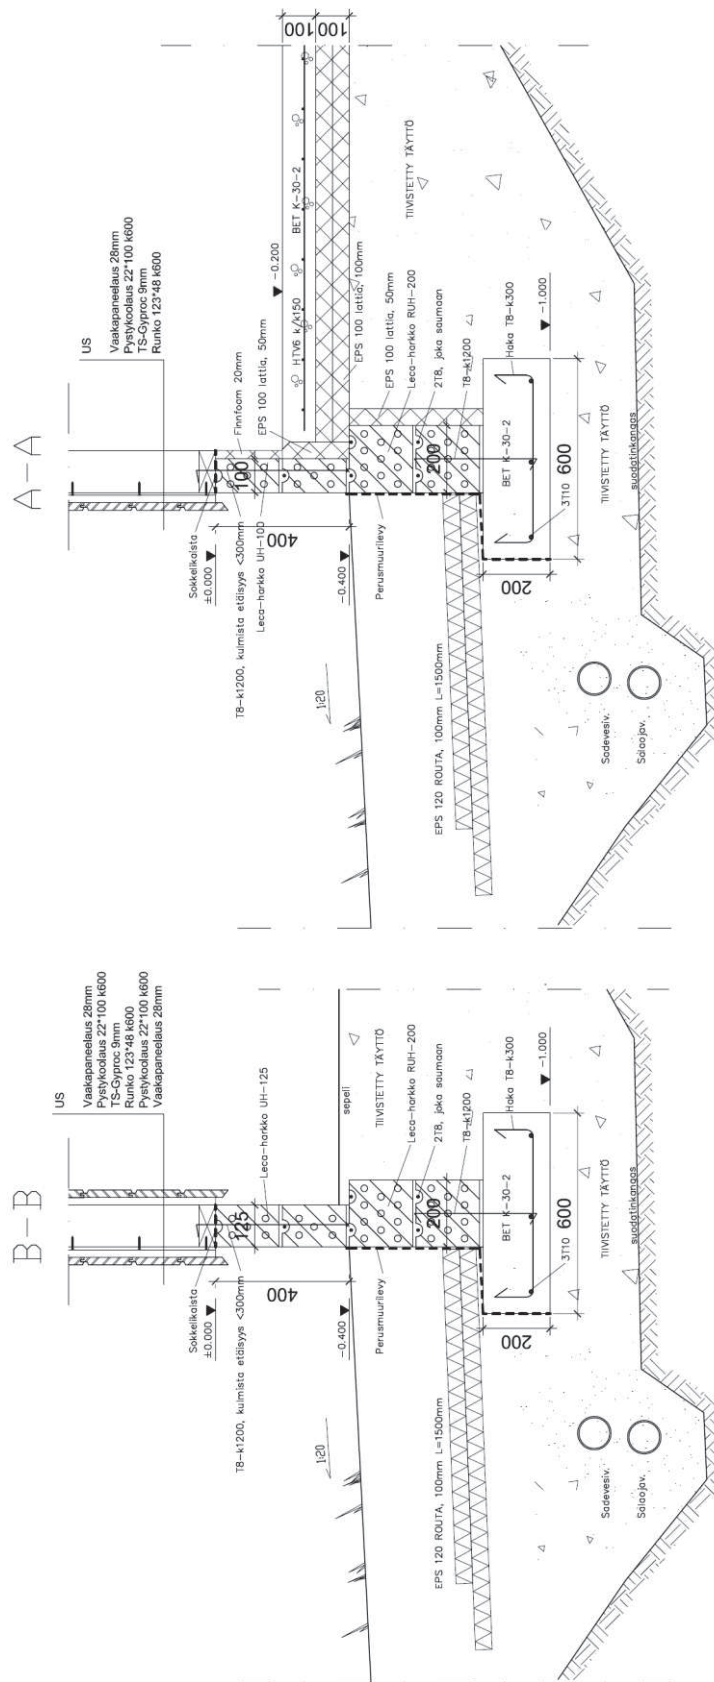 A-A
US
Vaakapaneelaus 28mm
Pystykoolaus 22*100 k600
TS-Gyproc 9mm
Runko 123*48 k600
100
100
Sokkelikaista
±0.000
T8-k1200, kulmista etäisyys <300mm
Leca-harkko UH-100
Finnfoam 20mm
EPS 100 lattia, 50mm
HTV6 k/k150
BET K-30-2
-0.200
100
400
-0.400
1:20
EPS 100 lattia, 100mm
EPS 100 lattia, 50mm
Leca-harkko RUH-200
2T8, joka saumaan
T8-k1200
TIIVISTETTY TÄYTTÖ
Perusmuurilevy
200
EPS 120 ROUTA, 100mm L=1500mm
BET K-30-2
Haka T8-k300
-1.000
200
3T10
600
TIIVISTETTY TÄYTTÖ
suodatinkangas
Sadevesiv.
Salaojav.
B-B
US
Vaakapaneelaus 28mm
Pystykoolaus 22*100 k600
TS-Gyproc 9mm
Runko 123*48 k600
Pystykoolaus 22*100 k600
Vaakapaneelaus 28mm
Sokkelikaista
±0.000
T8-k1200, kulmista etäisyys <300mm
Leca-harkko UH-125
125
400
-0.400
1:20
sepeli
TIIVISTETTY TÄYTTÖ
Leca-harkko RUH-200
2T8, joka saumaan
T8-k1200
Perusmuurilevy
200
EPS 120 ROUTA, 100mm L=1500mm
BET K-30-2
Haka T8-k300
-1.000
200
3T10
600
TIIVISTETTY TÄYTTÖ
suodatinkangas
Sadevesiv.
Salaojav.